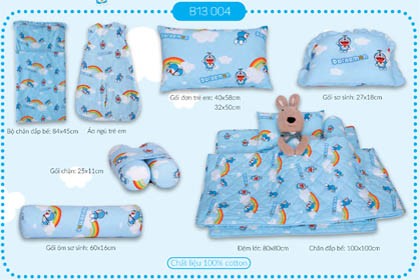 B13 004
Gối đơn trẻ em: 40x58cm
32x50cm
Gối sơ sinh: 27x18cm
Bộ chăn đắp bé: 84x45cm
Áo ngủ trẻ em
Gối chặn: 25x11cm
Gối ôm sơ sinh: 60x16cm
Đệm lót: 80x80cm
Chăn đắp bé: 100x100cm
Chất liệu 100% cotton